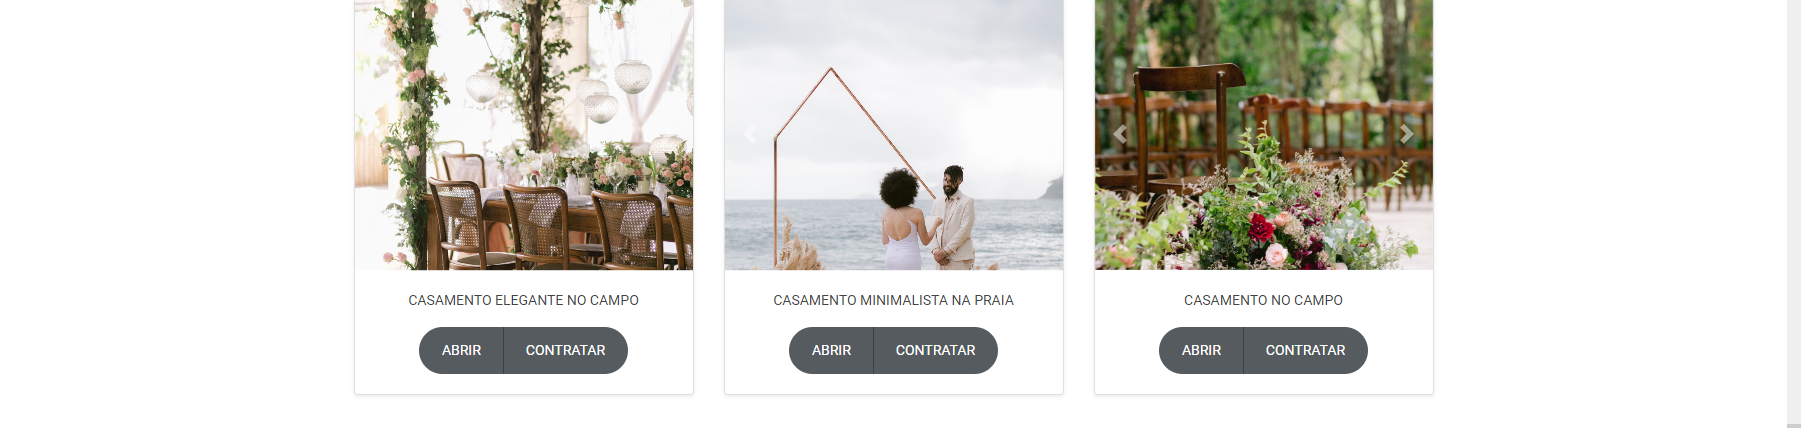 CASAMENTO ELEGANTE NO CAMPO
ABRIR CONTRATAR
CASAMENTO MINIMALISTA NA PRAIA
ABRIR CONTRATAR
CASAMENTO NO CAMPO
ABRIR CONTRATAR